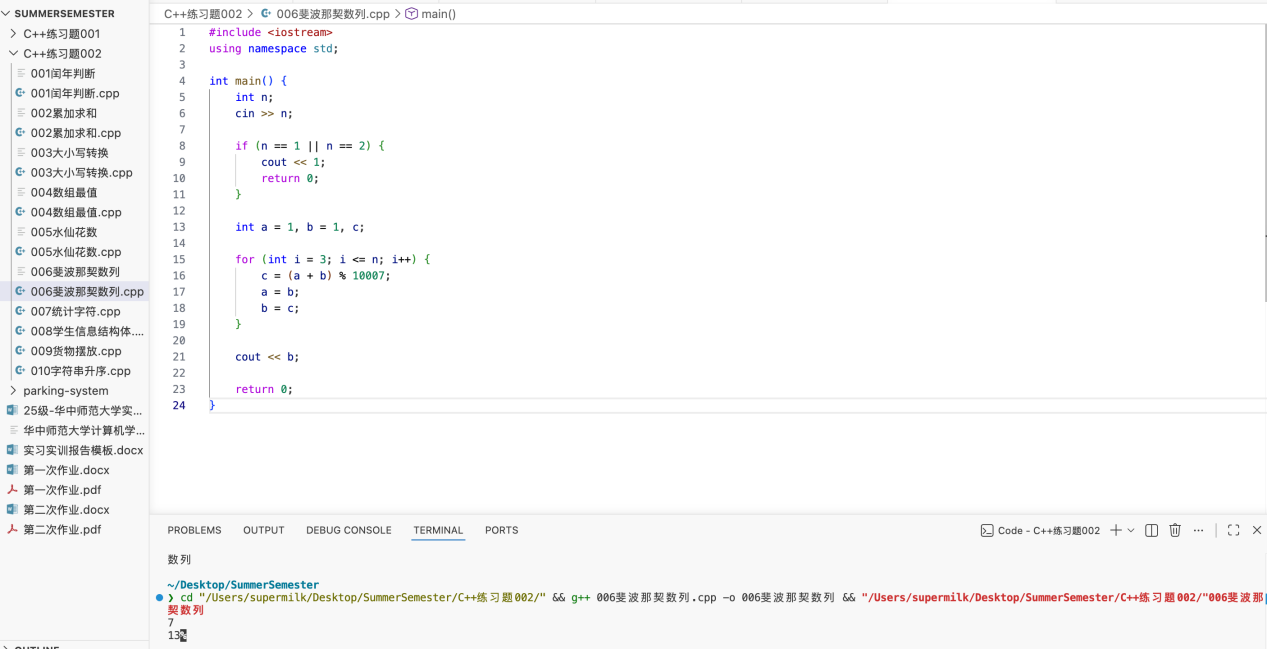 SUMMERSEMESTER
C++练习题001
C++练习题002
001闰年判断
001闰年判断.cpp
002累加求和
002累加求和.cpp
003大小写转换
003大小写转换.cpp
004数组最值
004数组最值.cpp
005水仙花数
005水仙花数.cpp
006斐波那契数列
006斐波那契数列.cpp
007统计字符.cpp
008学生信息结构体....
009货物摆放.cpp
010字符串升序.cpp
parking-system
25级-华中师范大学实...
华中师范大学计算机学...
实习实训报告模板.docx
第一次作业.docx
第一次作业.pdf
第二次作业.docx
第二次作业.pdf
OUTLINE
C++练习题002 > 006斐波那契数列.cpp > main()
1 #include <iostream>
2 using namespace std;
3
4 int main() {
5 int n;
6 cin >> n;
7
8 if (n == 1 || n == 2) {
9 cout << 1;
10 return 0;
11 }
12
13 int a = 1, b = 1, c;
14
15 for (int i = 3; i <= n; i++) {
16 c = (a + b) % 10007;
17 a = b;
18 b = c;
19 }
20
21 cout << b;
22
23 return 0;
24 }
PROBLEMS OUTPUT DEBUG CONSOLE TERMINAL PORTS Code - C++练习题002
数列
~/Desktop/SummerSemester
❯ cd "/Users/supermilk/Desktop/SummerSemester/C++练习题002/" && g++ 006斐波那契数列.cpp -o 006斐波那契数列 && "/Users/supermilk/Desktop/SummerSemester/C++练习题002/"006斐波那
契数列
7
13%